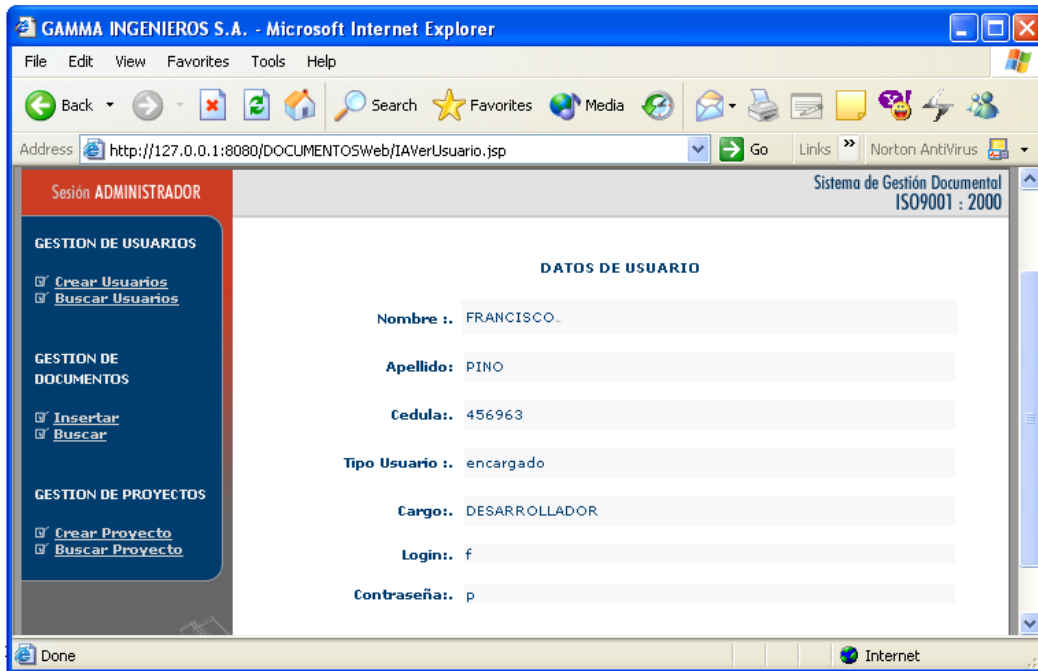 GAMMA INGENIEROS S.A. - Microsoft Internet Explorer
File Edit View Favorites Tools Help
Back Search Favorites Media
Address http://127.0.0.1:8080/DOCUMENTOSWeb/IAVerUsuario.jsp Go Links » Norton AntiVirus
Sesión ADMINISTRADOR
Sistema de Gestión Documental
ISO9001 : 2000
GESTION DE USUARIOS
Crear Usuarios
Buscar Usuarios
GESTION DE
DOCUMENTOS
Insertar
Buscar
GESTION DE PROYECTOS
Crear Proyecto
Buscar Proyecto
DATOS DE USUARIO
Nombre :. FRANCISCO
Apellido: PINO
Cedula:. 456963
Tipo Usuario :. encargado
Cargo:. DESARROLLADOR
Login:. f
Contraseña:. p
Done Internet